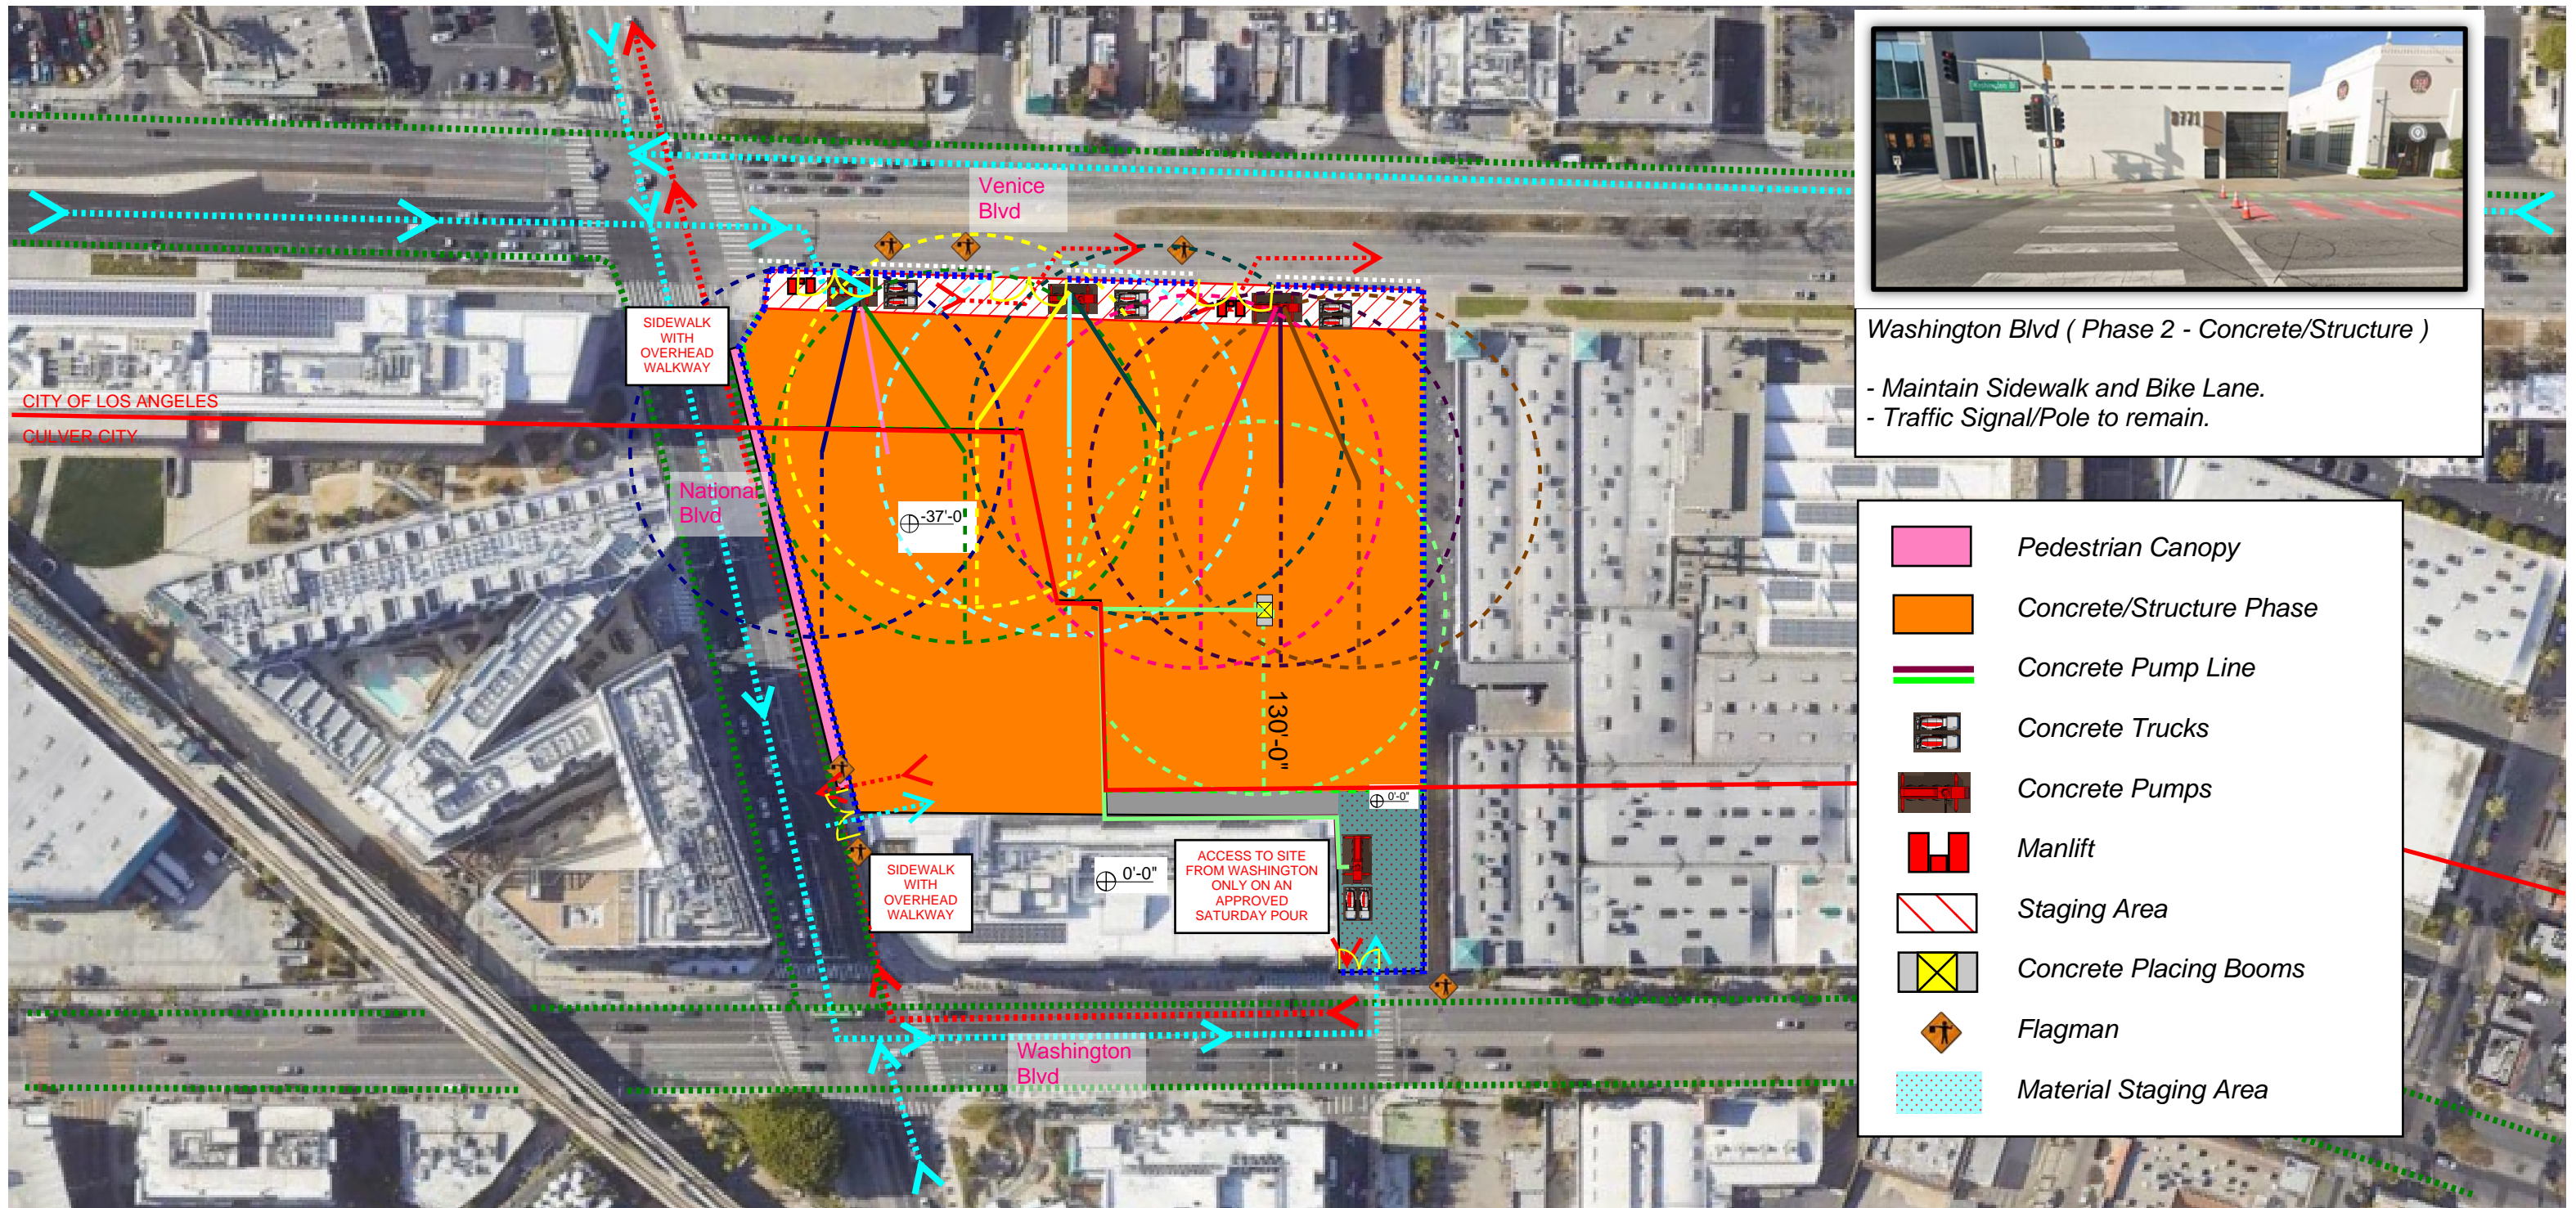 Venice
Blvd
SIDEWALK
WITH
OVERHEAD
WALKWAY
CITY OF LOS ANGELES
CULVER CITY
National
Blvd
-37'-0
130'-0"
0'-0"
0'-0"
SIDEWALK
WITH
OVERHEAD
WALKWAY
ACCESS TO SITE
FROM WASHINGTON
ONLY ON AN
APPROVED
SATURDAY POUR
Washington
Blvd
8771
Washington Blvd ( Phase 2 - Concrete/Structure )
- Maintain Sidewalk and Bike Lane.
- Traffic Signal/Pole to remain.
Pedestrian Canopy
Concrete/Structure Phase
Concrete Pump Line
Concrete Trucks
Concrete Pumps
Manlift
Staging Area
Concrete Placing Booms
Flagman
Material Staging Area